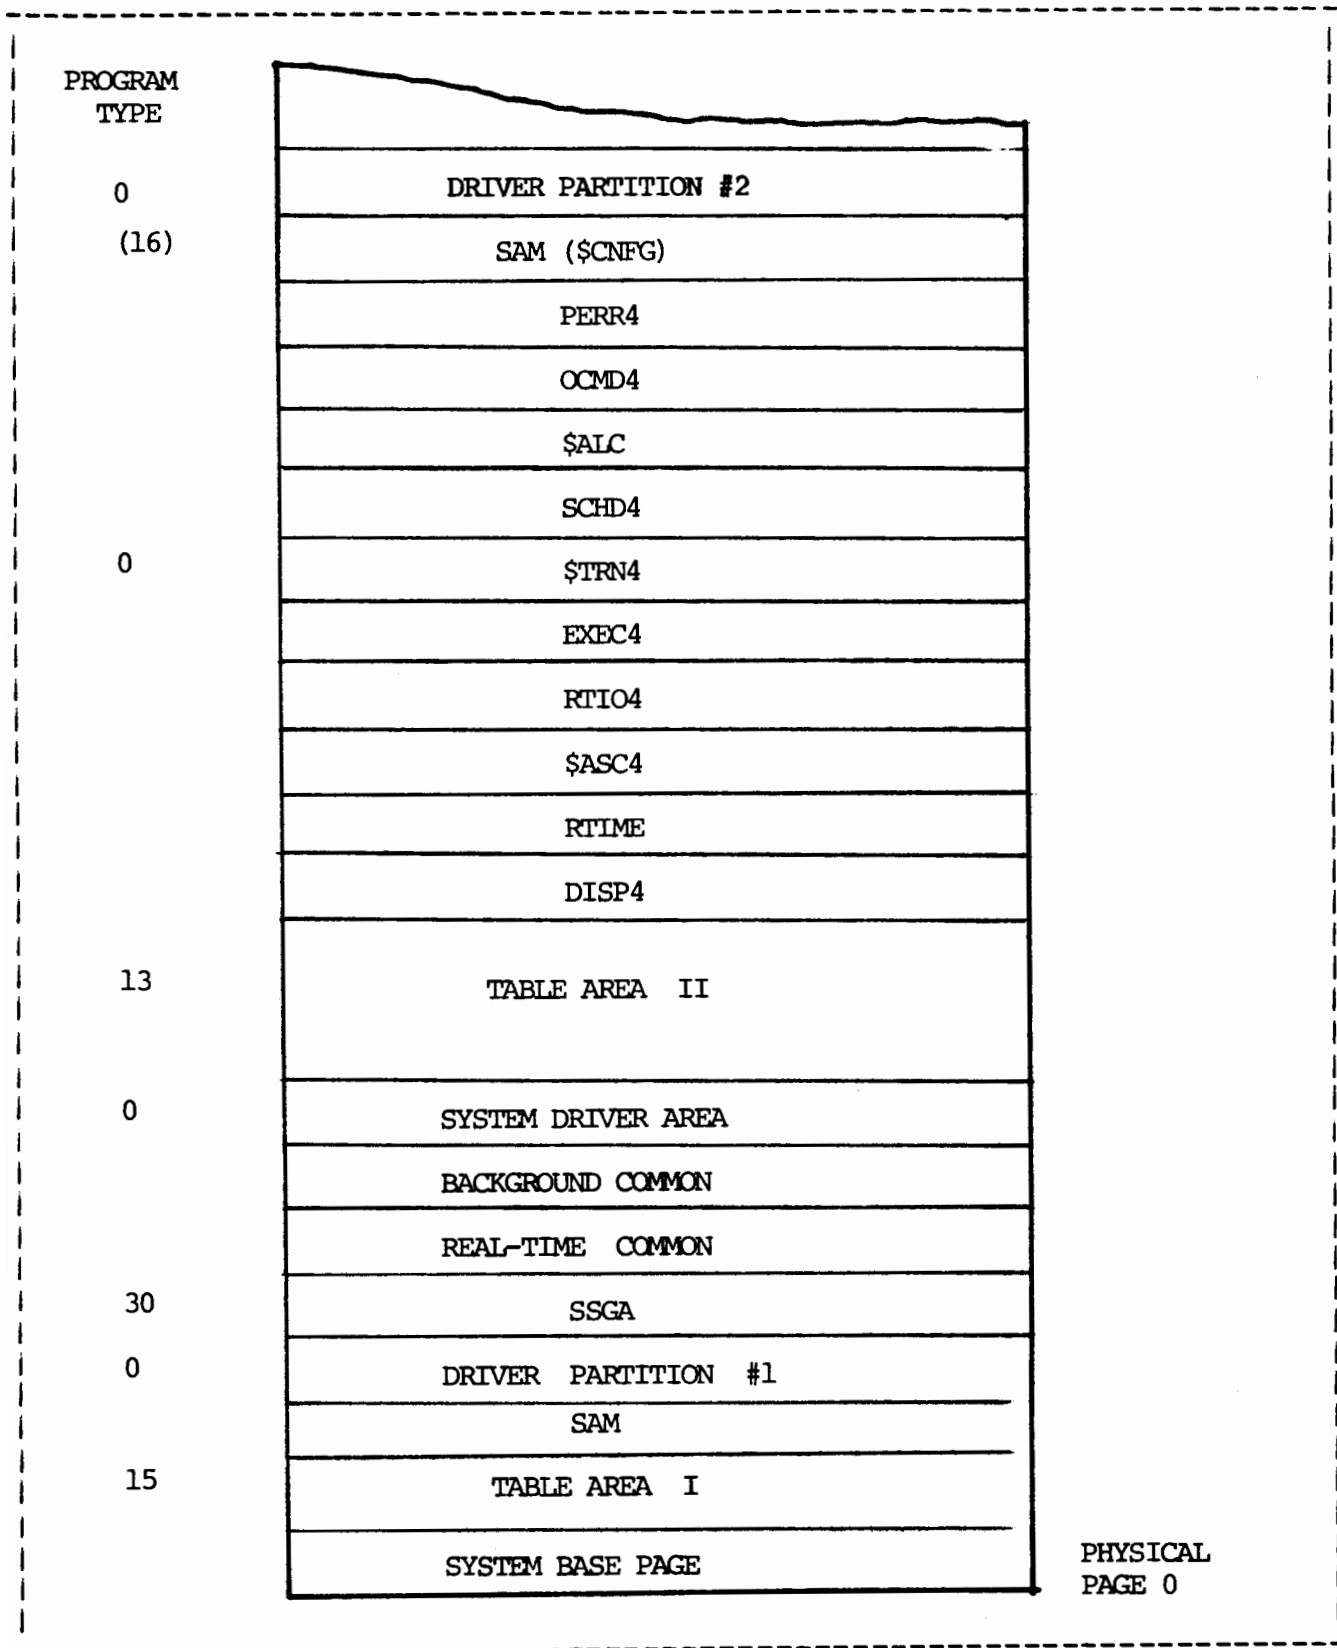 PROGRAM
TYPE
0 DRIVER PARTITION #2
(16) SAM ($CNFG)
PERR4
OCMD4
$ALC
SCHD4
0 $TRN4
EXEC4
RTIO4
$ASC4
RTIME
DISP4
13 TABLE AREA II
0 SYSTEM DRIVER AREA
BACKGROUND COMMON
REAL-TIME COMMON
30 SSGA
0 DRIVER PARTITION #1
SAM
15 TABLE AREA I
SYSTEM BASE PAGE
PHYSICAL
PAGE 0